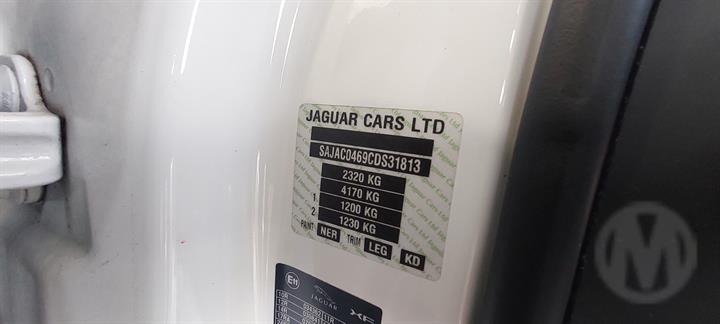 JAGUAR CARS LTD
SAJAC0469CDS31813
2320 KG
4170 KG
1 1200 KG
2 1230 KG
PAINT NER TRIM LEG KD
E11
JAGUAR XF
M